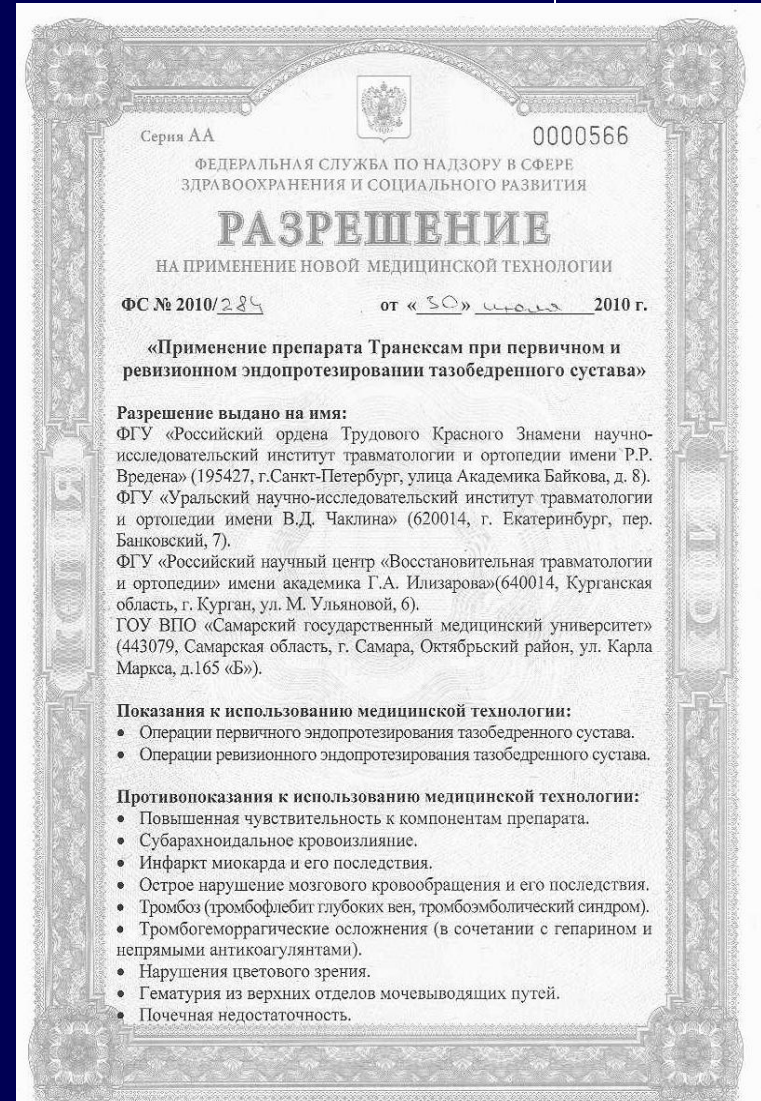 Серия АА
0000566
ФЕДЕРАЛЬНАЯ СЛУЖБА ПО НАДЗОРУ В СФЕРЕ
ЗДРАВООХРАНЕНИЯ И СОЦИАЛЬНОГО РАЗВИТИЯ
РАЗРЕШЕНИЕ
НА ПРИМЕНЕНИЕ НОВОЙ МЕДИЦИНСКОЙ ТЕХНОЛОГИИ
ФС № 2010/284 от «30» июля 2010 г.
«Применение препарата Транексам при первичном и
ревизионном эндопротезировании тазобедренного сустава»
Разрешение выдано на имя:
ФГУ «Российский ордена Трудового Красного Знамени научно-
исследовательский институт травматологии и ортопедии имени Р.Р.
Вредена» (195427, г.Санкт-Петербург, улица Академика Байкова, д. 8).
ФГУ «Уральский научно-исследовательский институт травматологии
и ортопедии имени В.Д. Чаклина» (620014, г. Екатеринбург, пер.
Банковский, 7).
ФГУ «Российский научный центр «Восстановительная травматологии
и ортопедии» имени академика Г.А. Илизарова»(640014, Курганская
область, г. Курган, ул. М. Ульяновой, 6).
ГОУ ВПО «Самарский государственный медицинский университет»
(443079, Самарская область, г. Самара, Октябрьский район, ул. Карла
Маркса, д.165 «Б»).
Показания к использованию медицинской технологии:
• Операции первичного эндопротезирования тазобедренного сустава.
• Операции ревизионного эндопротезирования тазобедренного сустава.
Противопоказания к использованию медицинской технологии:
• Повышенная чувствительность к компонентам препарата.
• Субарахноидальное кровоизлияние.
• Инфаркт миокарда и его последствия.
• Острое нарушение мозгового кровообращения и его последствия.
• Тромбоз (тромбофлебит глубоких вен, тромбоэмболический синдром).
• Тромбогеморрагические осложнения (в сочетании с гепарином и
непрямыми антикоагулянтами).
• Нарушения цветового зрения.
• Гематурия из верхних отделов мочевыводящих путей.
• Почечная недостаточность.
КОПИЯ